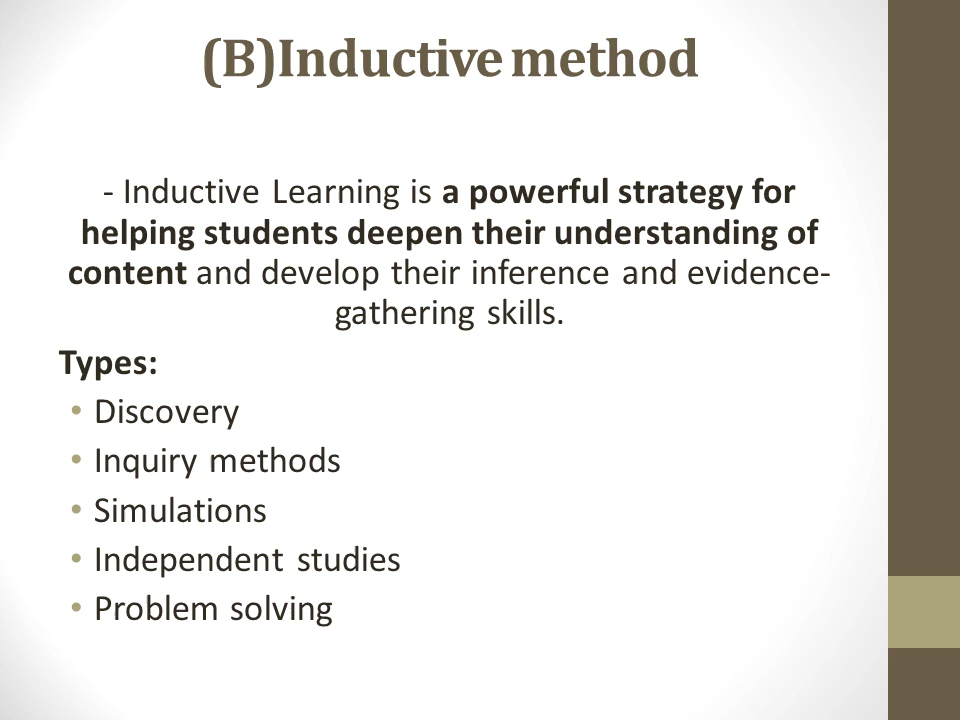 (B)Inductive method
- Inductive Learning is a powerful strategy for
helping students deepen their understanding of
content and develop their inference and evidence-
gathering skills.
Types:
• Discovery
• Inquiry methods
• Simulations
• Independent studies
• Problem solving